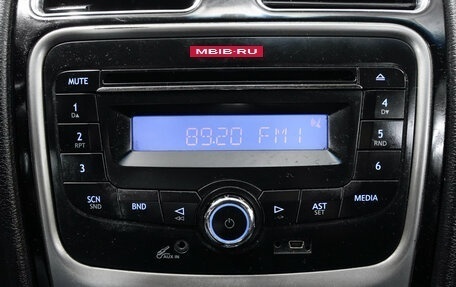 MBIB-RU
MUTE
1
D▲
4
D▼
89.20 FM1
2
RPT
5
RND
3
6
SCN
SND
BND
AST
SET
MEDIA
AUX IN